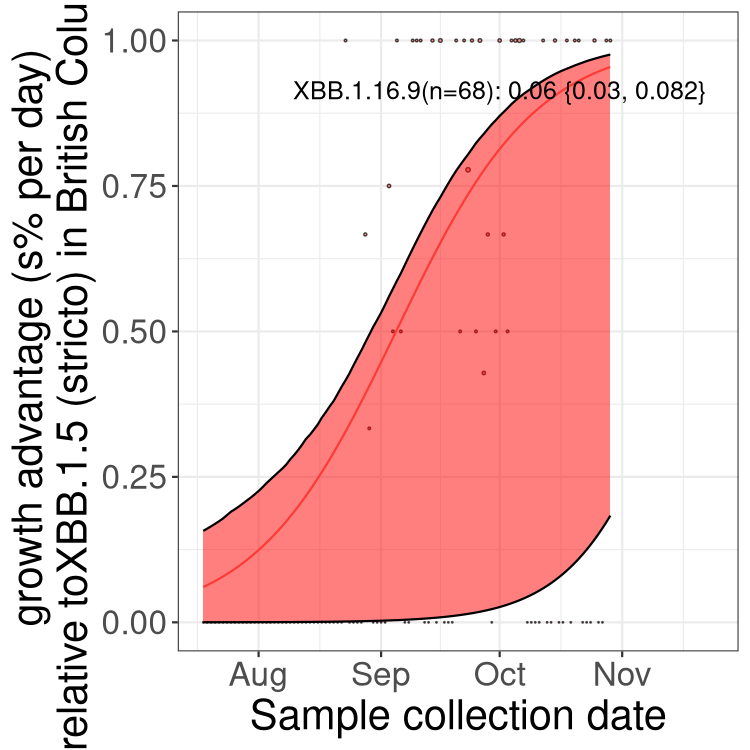 growth advantage (s% per day)
relative toXBB.1.5 (stricto) in British Colu
1.00
0.75
0.50
0.25
0.00
XBB.1.16.9(n=68): 0.06 {0.03, 0.082}
Aug Sep Oct Nov
Sample collection date